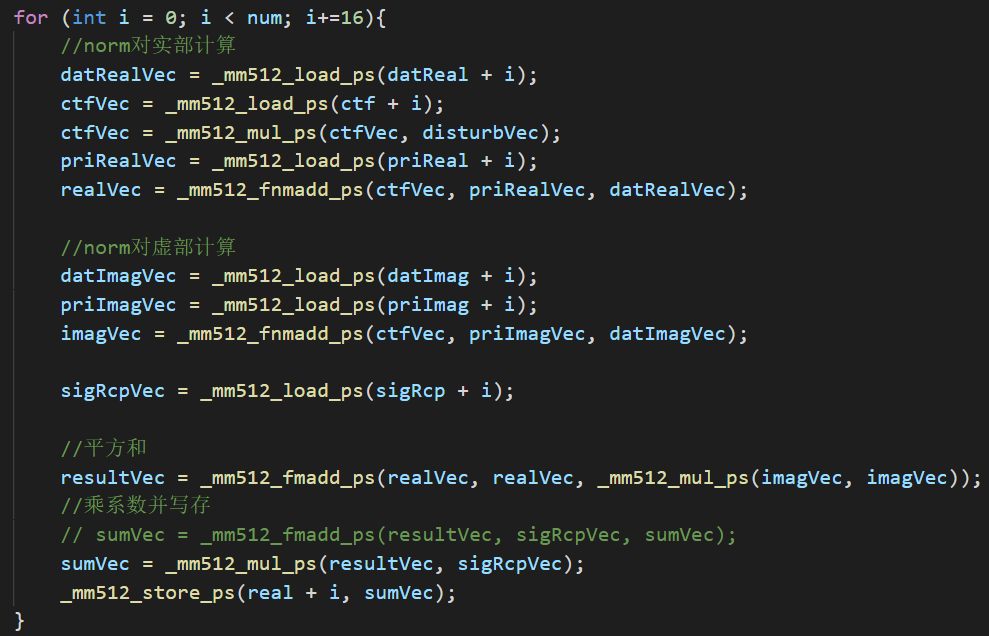 for (int i = 0; i < num; i+=16){
//norm对实部计算
datRealVec = _mm512_load_ps(datReal + i);
ctfVec = _mm512_load_ps(ctf + i);
ctfVec = _mm512_mul_ps(ctfVec, disturbVec);
priRealVec = _mm512_load_ps(priReal + i);
realVec = _mm512_fnmadd_ps(ctfVec, priRealVec, datRealVec);
//norm对虚部计算
datImagVec = _mm512_load_ps(datImag + i);
priImagVec = _mm512_load_ps(priImag + i);
imagVec = _mm512_fnmadd_ps(ctfVec, priImagVec, datImagVec);
sigRcpVec = _mm512_load_ps(sigRcp + i);
//平方和
resultVec = _mm512_fmadd_ps(realVec, realVec, _mm512_mul_ps(imagVec, imagVec));
//乘系数并写存
// sumVec = _mm512_fmadd_ps(resultVec, sigRcpVec, sumVec);
sumVec = _mm512_mul_ps(resultVec, sigRcpVec);
_mm512_store_ps(real + i, sumVec);
}